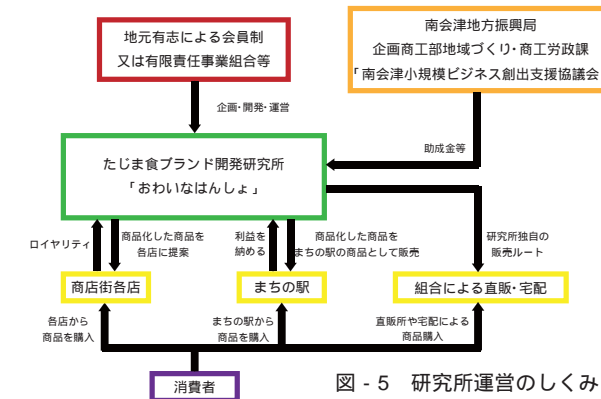 地元有志による会員制
又は有限責任事業組合等
南会津地方振興局
企画商工部地域づくり・商工労政課
「南会津小規模ビジネス創出支援協議会
企画・開発・運営
助成金等
たじま食ブランド開発研究所
「おわいなはんしょ」
ロイヤリティ
商品化した商品を
各店に提案
利益を
納める
商品化した商品を
まちの駅の商品として販売
研究所独自の
販売ルート
商店街各店
まちの駅
組合による直販・宅配
各店から
商品を購入
まちの駅から
商品を購入
直販所や宅配による
商品購入
消費者
図 - 5 研究所運営のしくみ